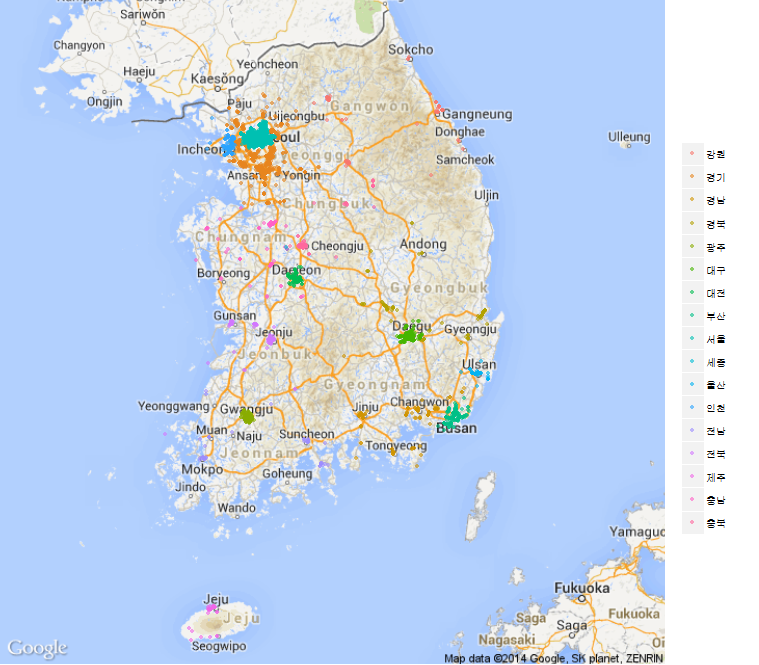 Sariwŏn
Changyon
Haeju
Yeoncheon
Sokcho
Kaesŏng
Ongjin
Paju
Gangwon
Uijeongbu
Gangneung
Donghae
Ulleung
Incheon
Samcheok
Yongin
Uljin
Chungbuk
Chungnam
Cheongju
Andong
Boryeong
Daejeon
Gyeongbuk
Gunsan
Jeonju
Daegu
Gyeongju
Jeonbuk
Ulsan
Gyeongnam
Yeonggwang
Gwangju
Jinju
Changwon
Muan
Naju
Suncheon
Busan
Jeonnam
Tongyeong
Mokpo
Goheung
Jindo
Wando
Yamagu
Fukuoka
Jeju
Jeju
Saga
Fukuoka
Saga
Seogwipo
Nagasaki
Oi
Google
Map data ©2014 Google, SK planet, ZENRIN
강원
경기
경남
경북
광주
대구
대전
부산
서울
세종
울산
인천
전남
전북
제주
충남
충북